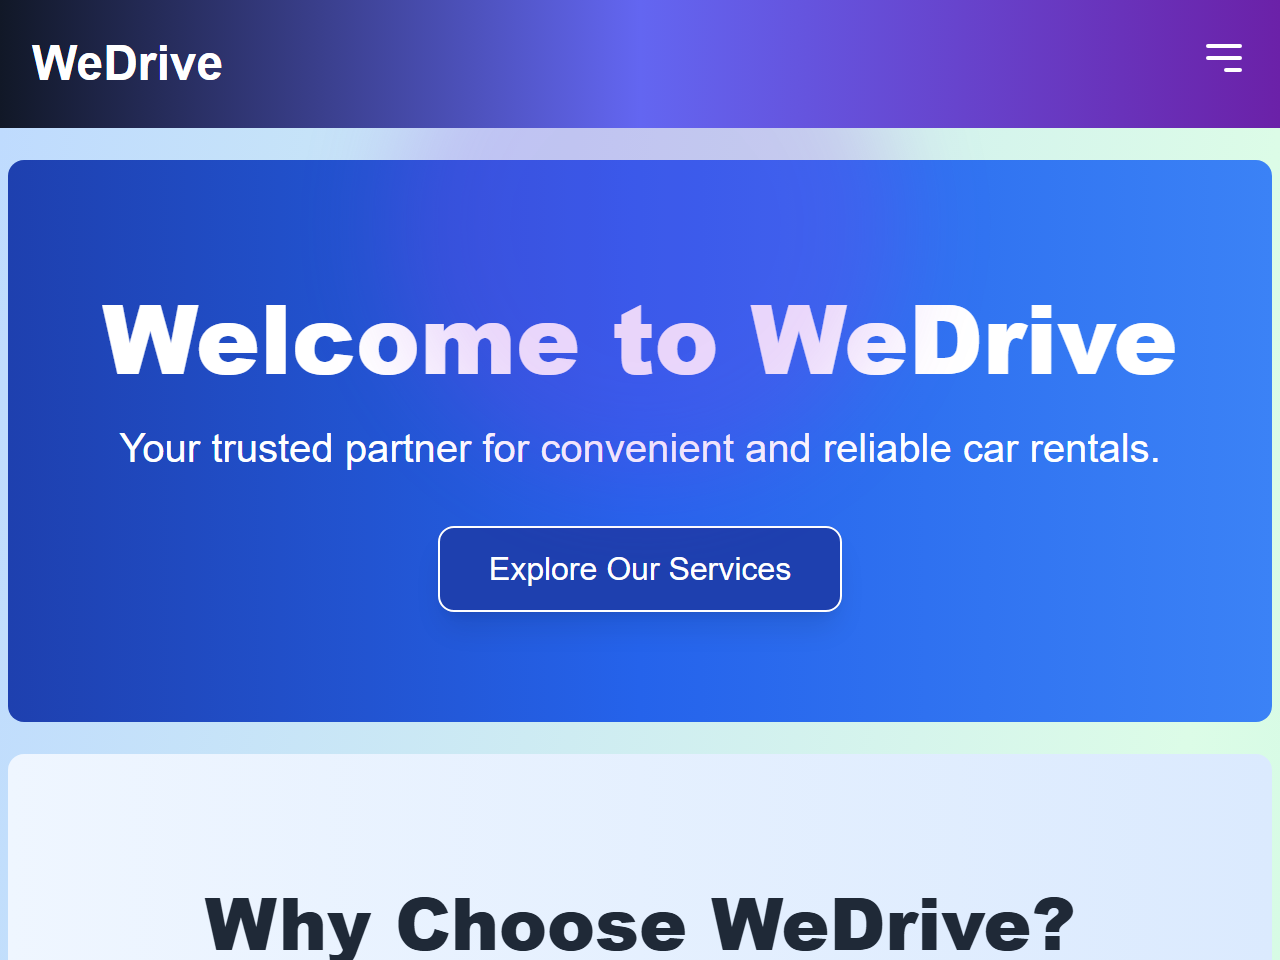 WeDrive
Welcome to WeDrive
Your trusted partner for convenient and reliable car rentals.
Explore Our Services
Why Choose WeDrive?